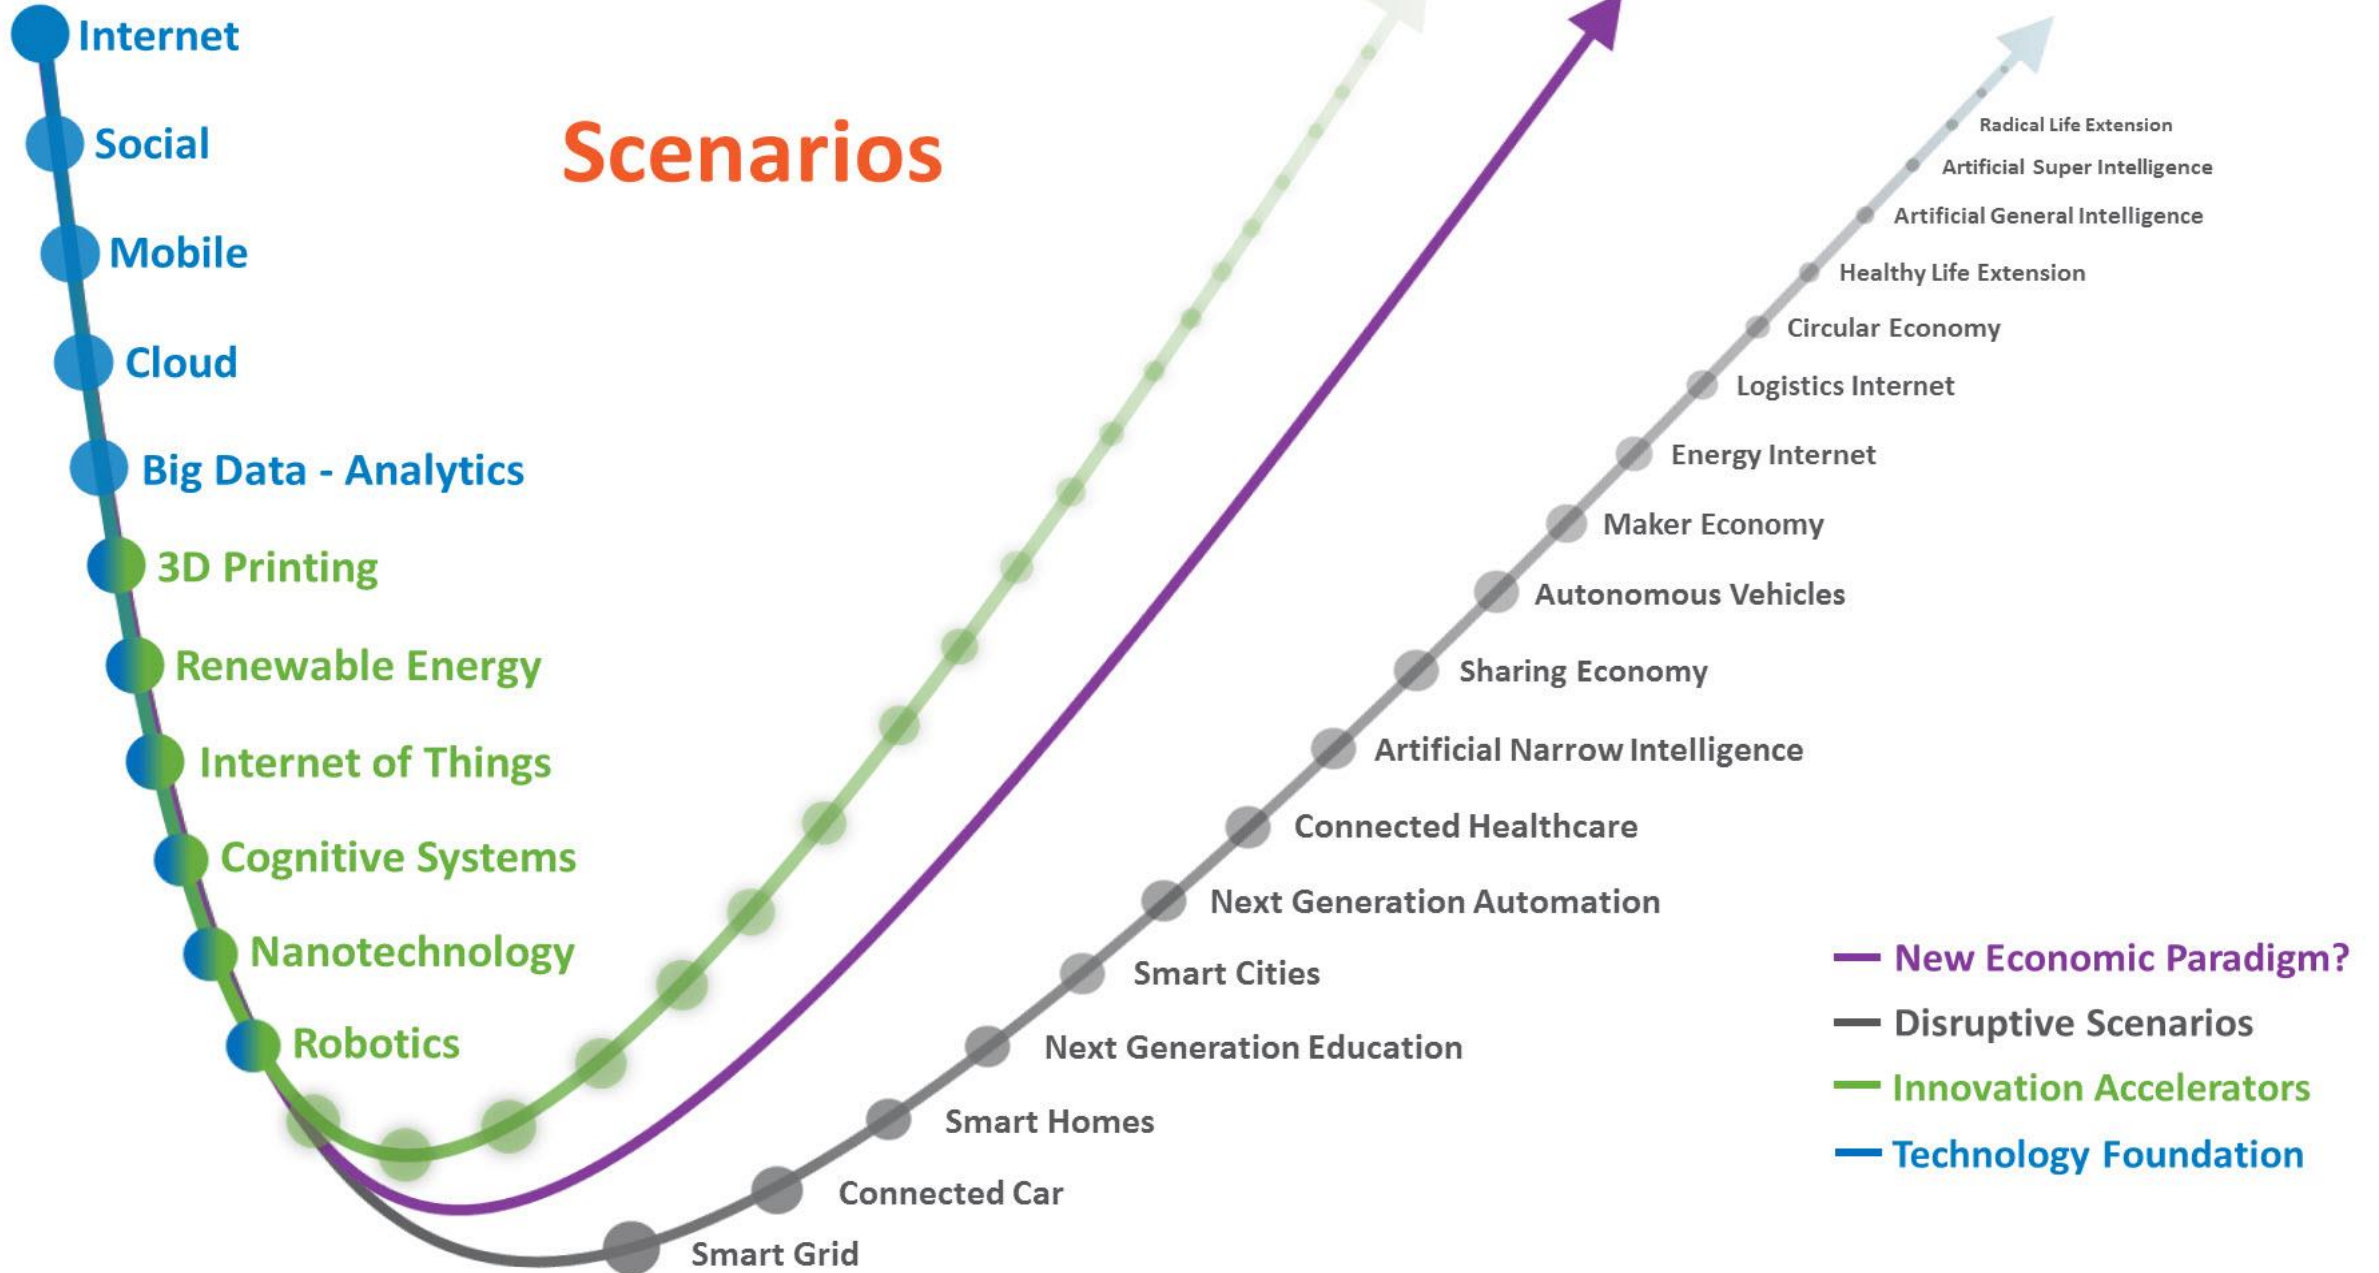 Internet
Social
Mobile
Cloud
Big Data - Analytics
3D Printing
Renewable Energy
Internet of Things
Cognitive Systems
Nanotechnology
Robotics
Scenarios
Radical Life Extension
Artificial Super Intelligence
Artificial General Intelligence
Healthy Life Extension
Circular Economy
Logistics Internet
Energy Internet
Maker Economy
Autonomous Vehicles
Sharing Economy
Artificial Narrow Intelligence
Connected Healthcare
Next Generation Automation
Smart Cities
Next Generation Education
Smart Homes
Connected Car
Smart Grid
New Economic Paradigm?
Disruptive Scenarios
Innovation Accelerators
Technology Foundation